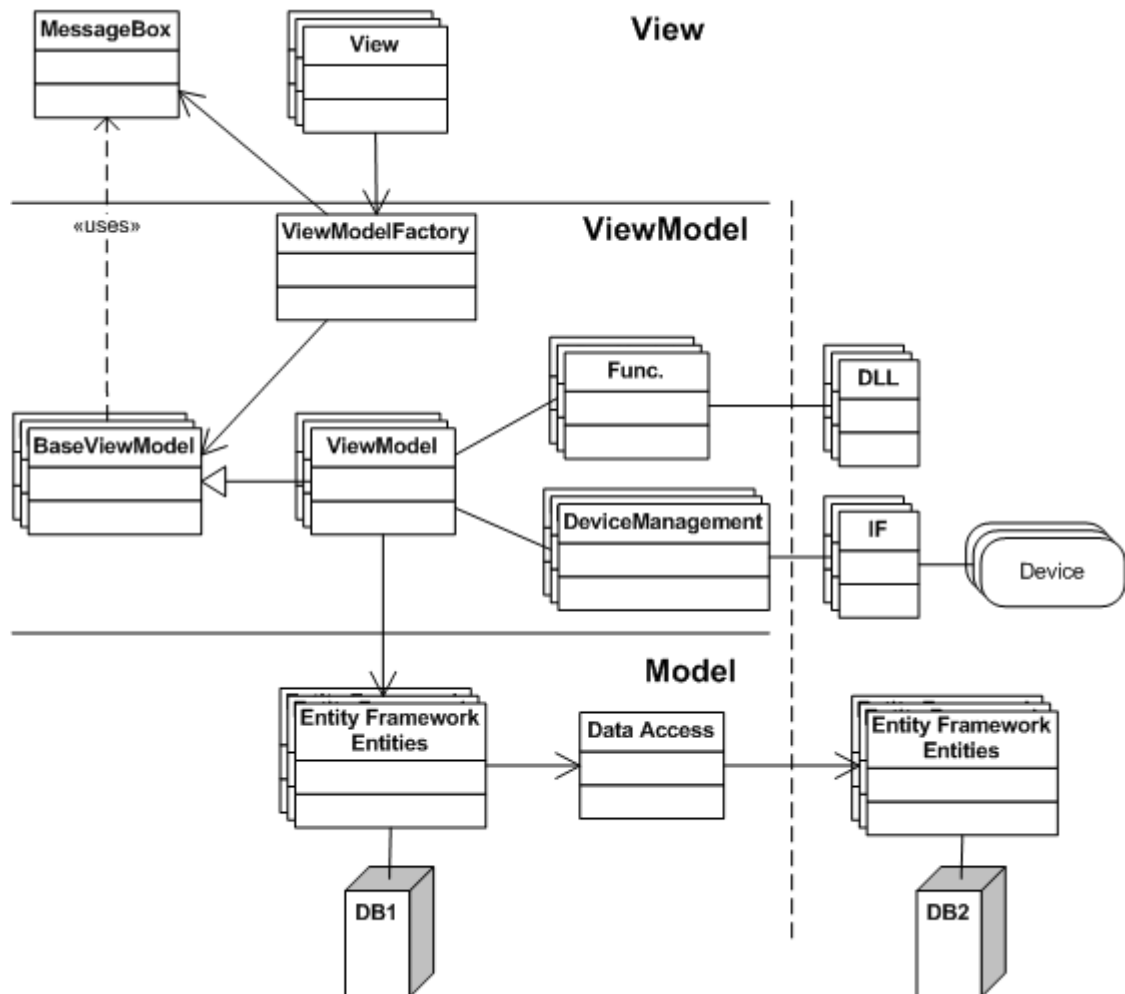 MessageBox
View
View
«uses»
ViewModelFactory
ViewModel
Func.
DLL
BaseViewModel
ViewModel
DeviceManagement
IF
Device
Model
Entity Framework
Entities
Data Access
Entity Framework
Entities
DB1
DB2